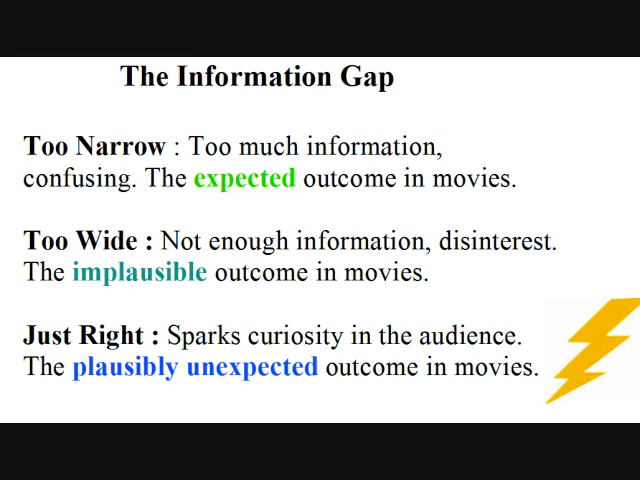 The Information Gap
Too Narrow : Too much information,
confusing. The expected outcome in movies.
Too Wide : Not enough information, disinterest.
The implausible outcome in movies.
Just Right : Sparks curiosity in the audience.
The plausibly unexpected outcome in movies.